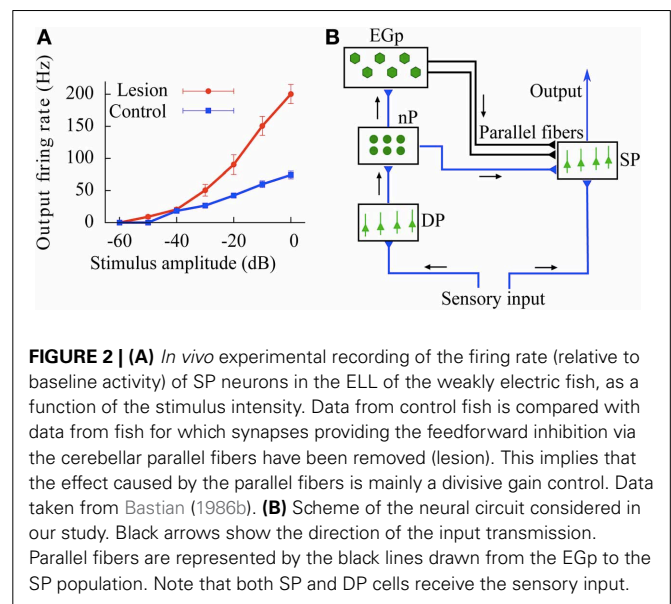 A
Output firing rate (Hz)
200
150
100
50
0
Lesion
Control
-60
-40
-20
0
Stimulus amplitude (dB)
B
EGp
nP
DP
Output
Parallel fibers
SP
Sensory input
FIGURE 2 | (A) In vivo experimental recording of the firing rate (relative to
baseline activity) of SP neurons in the ELL of the weakly electric fish, as a
function of the stimulus intensity. Data from control fish is compared with
data from fish for which synapses providing the feedforward inhibition via
the cerebellar parallel fibers have been removed (lesion). This implies that
the effect caused by the parallel fibers is mainly a divisive gain control. Data
taken from Bastian (1986b). (B) Scheme of the neural circuit considered in
our study. Black arrows show the direction of the input transmission.
Parallel fibers are represented by the black lines drawn from the EGp to the
SP population. Note that both SP and DP cells receive the sensory input.